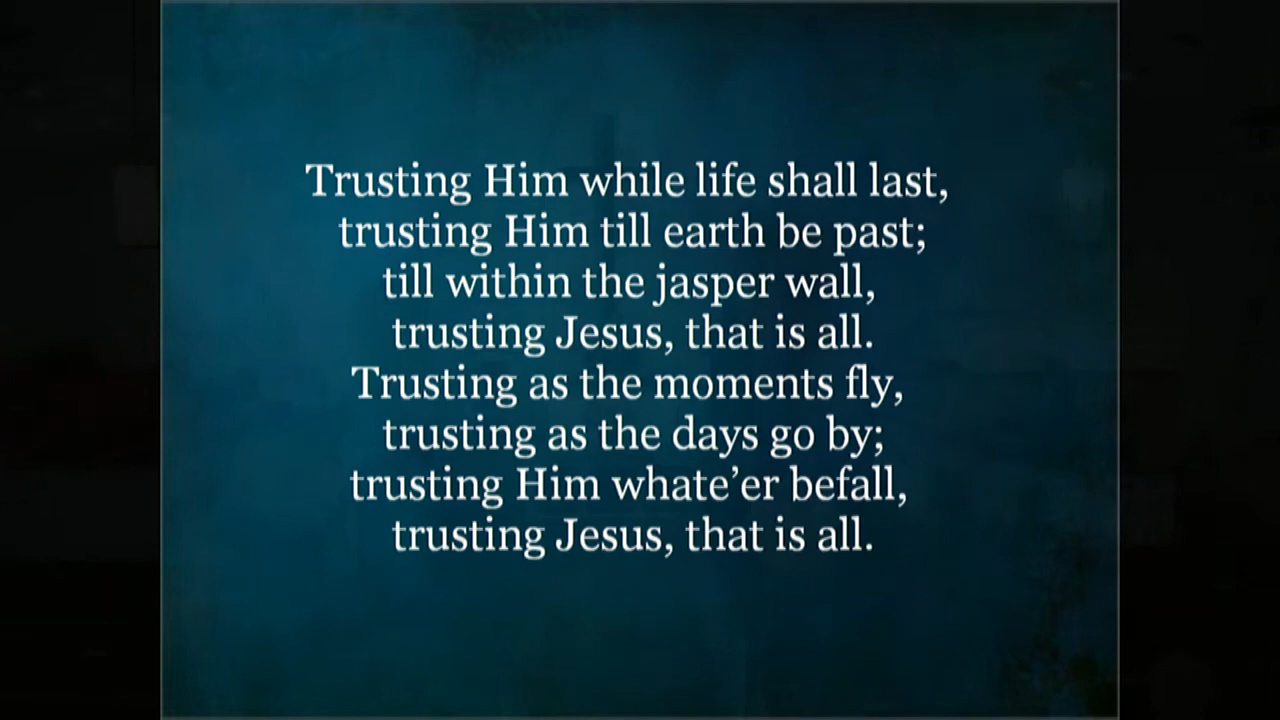 Trusting Him while life shall last,
trusting Him till earth be past;
till within the jasper wall,
trusting Jesus, that is all.
Trusting as the moments fly,
trusting as the days go by;
trusting Him whate’er befall,
trusting Jesus, that is all.